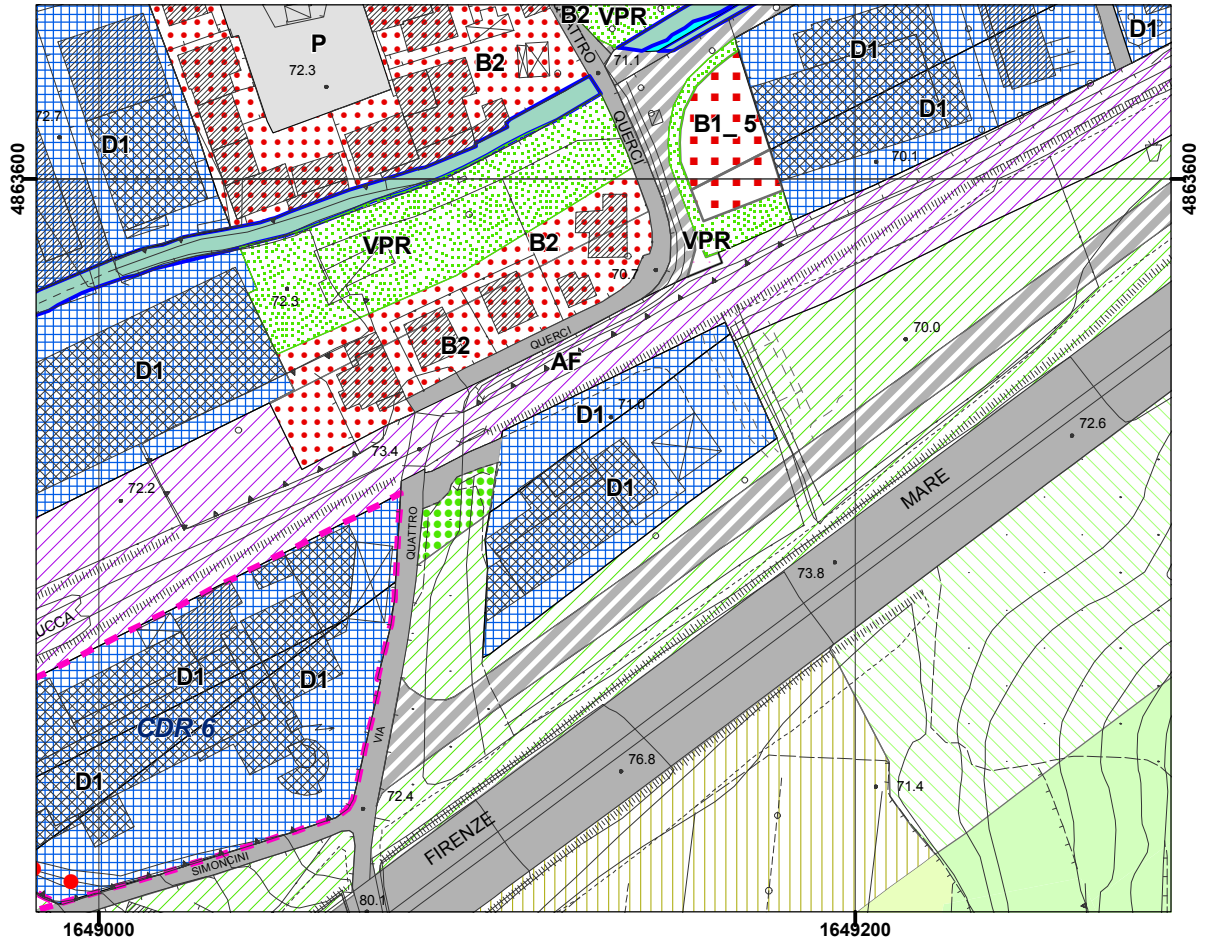 B2
VPR
P
72.3
B2
71.1
D1
D1
QUATTRO
D1
72.7
D1
QUERCI
B1_5
70.1
4863600
4863600
VPR
B2
VPR
72.3
70.7
QUERCI
70.0
B2
AF
D1
D1
71.0
72.6
73.4
72.2
D1
MARE
QUATTRO
73.8
UCCA
D1
D1
CDR-6
VIA
76.8
D1
72.4
71.4
FIRENZE
SIMONCINI
80.1
1649000
1649200